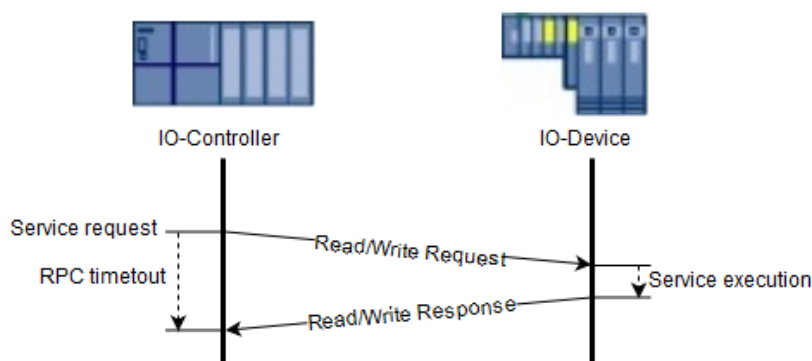 IO-Controller
IO-Device
Service request
Read/Write Request
RPC timetout
Service execution
Read/Write Response